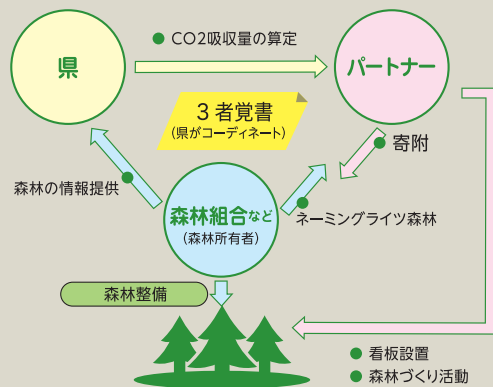 CO2吸収量の算定
県
パートナー
3者覚書
(県がコーディネート)
寄附
森林の情報提供
森林組合など
(森林所有者)
ネーミングライツ森林
森林整備
看板設置
森林づくり活動